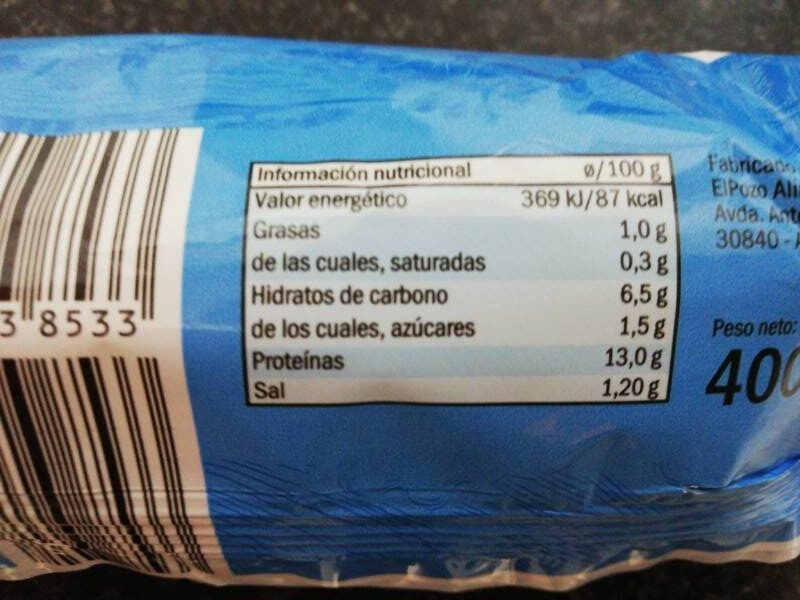 Información nutricional ø/100 g
Valor energético 369 kJ/87 kcal
Grasas 1,0 g
de las cuales, saturadas 0,3 g
Hidratos de carbono 6,5 g
de los cuales, azúcares 1,5 g
Proteínas 13,0 g
Sal 1,20 g
3 8533
ElPozo
Avda.
30840 -
Peso neto:
400